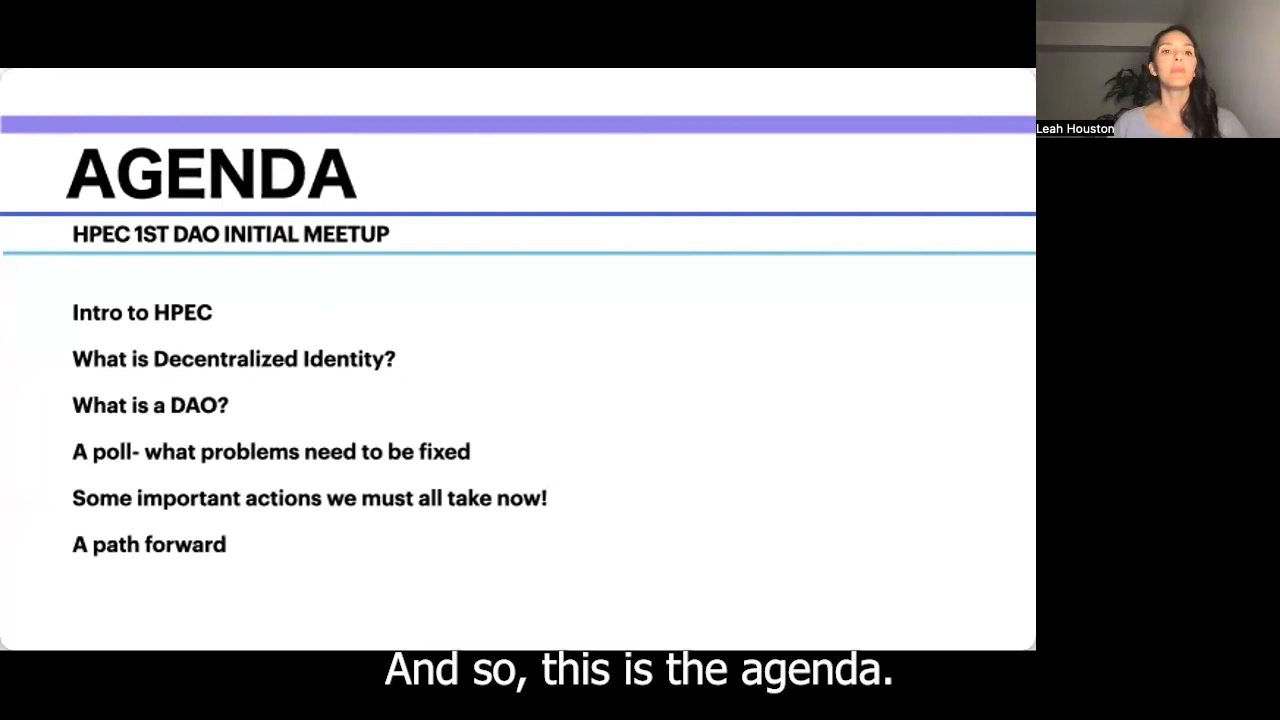 AGENDA
HPEC 1ST DAO INITIAL MEETUP
Intro to HPEC
What is Decentralized Identity?
What is a DAO?
A poll- what problems need to be fixed
Some important actions we must all take now!
A path forward
Leah Houston
And so, this is the agenda.